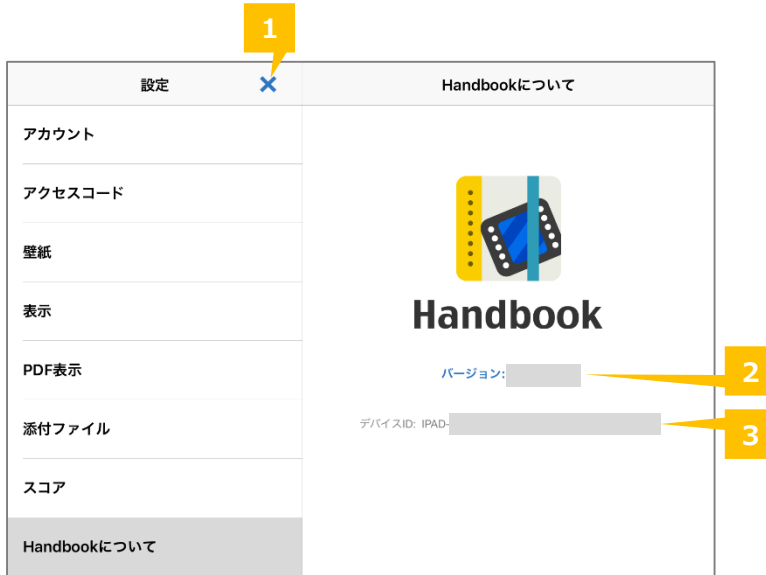 1
設定
Handbookについて
アカウント
アクセスコード
壁紙
表示
PDF表示
添付ファイル
スコア
Handbookについて
Handbook
バージョン:
2
デバイスID: IPAD-
3